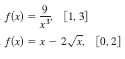 f(x) = 9/x³, [1, 3]
f(x) = x − 2√x, [0, 2]